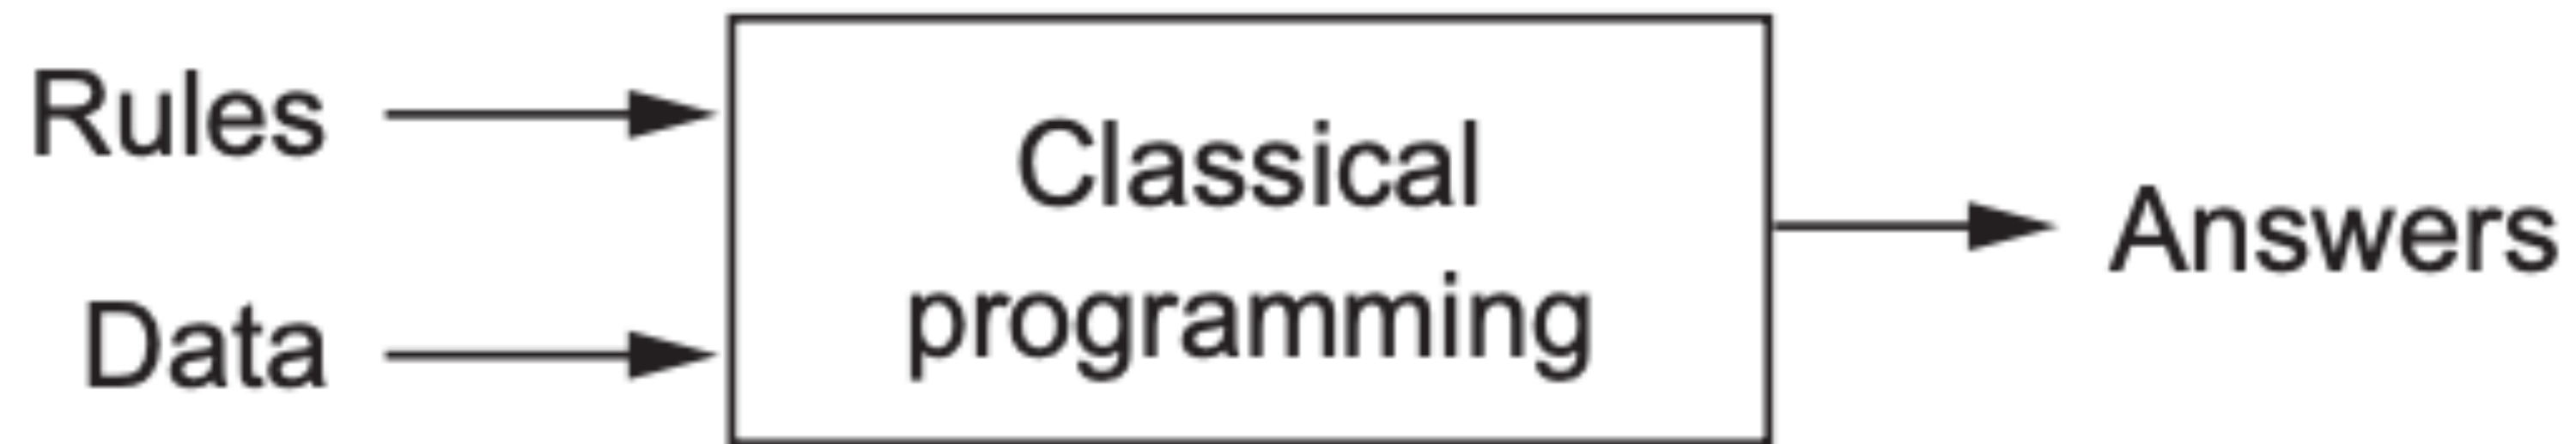 Rules
Data
Classical
programming
Answers